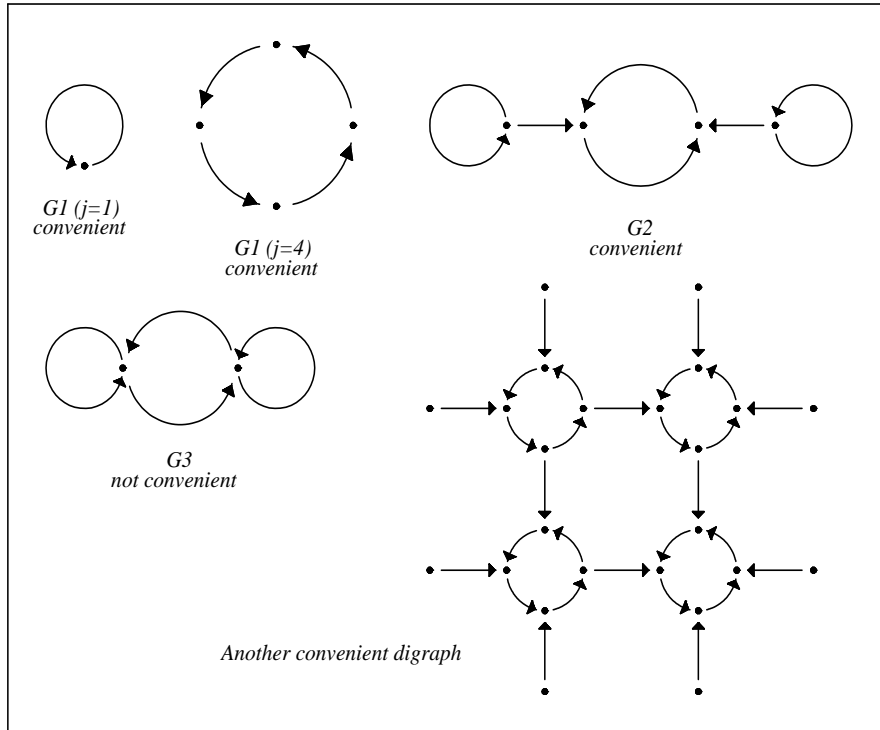 G1 (j=1)
convenient
G1 (j=4)
convenient
G2
convenient
G3
not convenient
Another convenient digraph